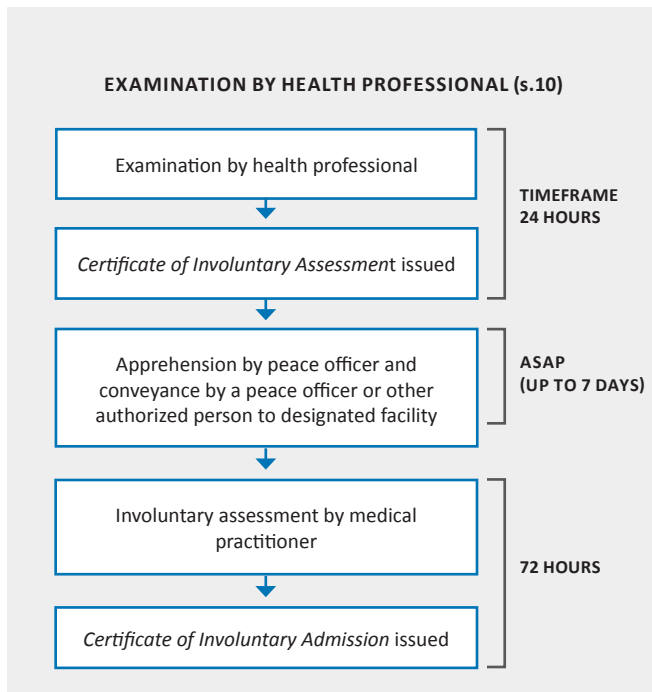 EXAMINATION BY HEALTH PROFESSIONAL (s.10)
Examination by health professional
TIMEFRAME
24 HOURS
Certificate of Involuntary Assessment issued
Apprehension by peace officer and
conveyance by a peace officer or other
authorized person to designated facility
ASAP
(UP TO 7 DAYS)
Involuntary assessment by medical
practitioner
72 HOURS
Certificate of Involuntary Admission issued